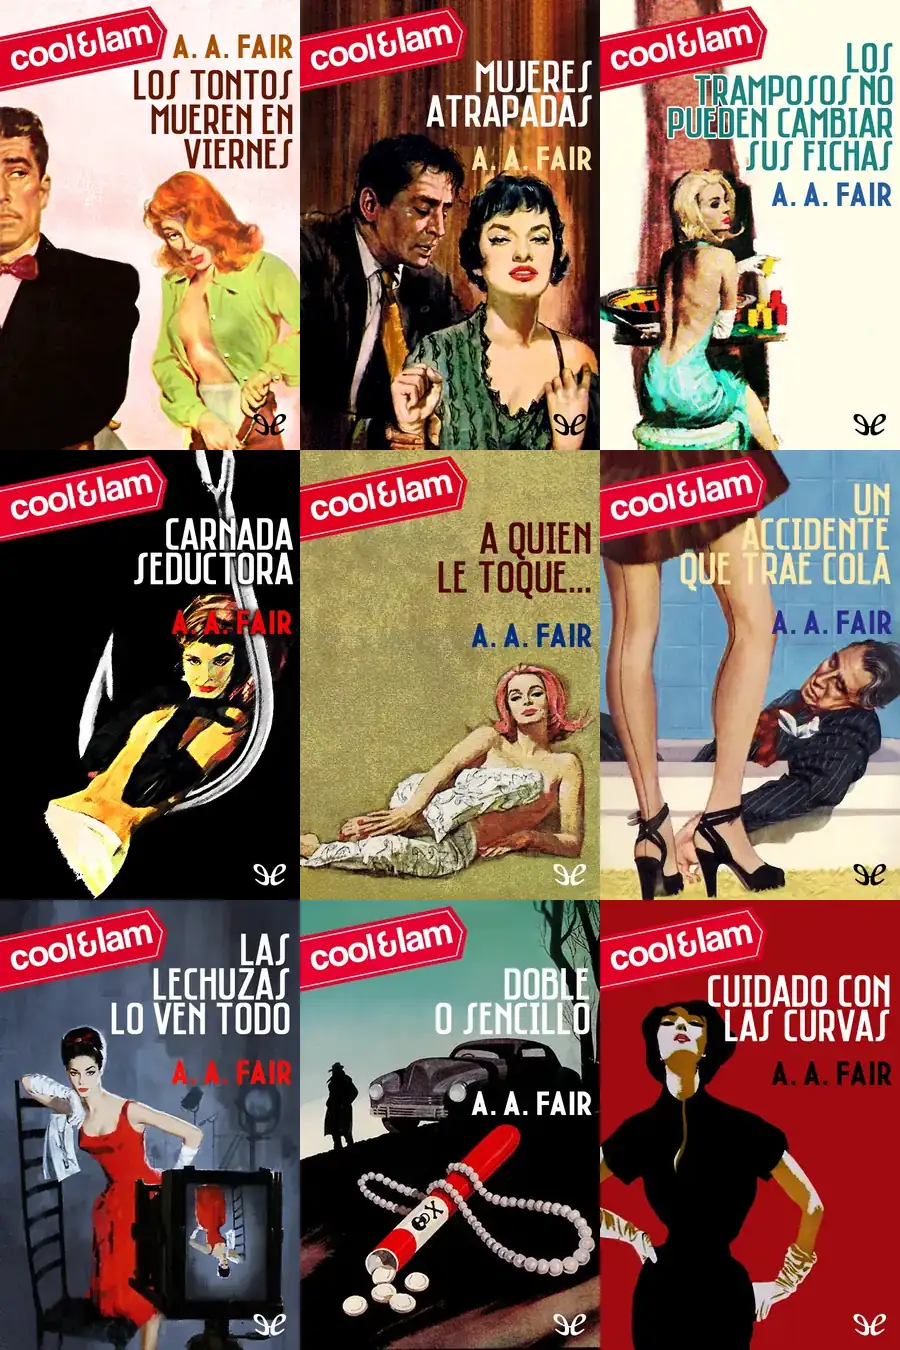 cool&lam
A. A. FAIR
LOS TONTOS
MUEREN EN
VIERNES
cool&lam
MUJERES
ATRAPADAS
A. A. FAIR
cool&lam
LOS
TRAMPOSOS NO
PUEDEN CAMBIAR
SUS FICHAS
A. A. FAIR
cool&lam
CARNADA
SEDUCTORA
A. A. FAIR
cool&lam
A QUIEN
LE TOQUE...
A. A. FAIR
cool&lam
UN
ACCIDENTE
QUE TRAE COLA
A. A. FAIR
cool&lam
LAS
LECHUZAS
LO VEN TODO
A. A. FAIR
cool&lam
DOBLE
O SENCILLO
A. A. FAIR
cool&lam
CUIDADO CON
LAS CURVAS
A. A. FAIR